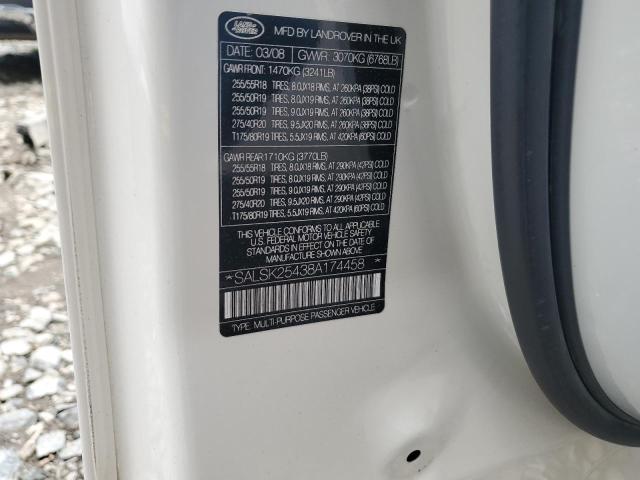 LAND ROVER
MFD BY LANDROVER IN THE UK
DATE: 03/08 GVWR: 3070KG (6768LB)
GAWR FRONT: 1470KG (3241LB)
255/55R18 TIRES, 8.0JX18 RIMS, AT 260KPA (38PSI) COLD
255/50R19 TIRES, 8.0JX19 RIMS, AT 260KPA (38PSI) COLD
255/50R19 TIRES, 9.0JX19 RIMS, AT 260KPA (38PSI) COLD
275/40R20 TIRES, 9.5JX20 RIMS, AT 260KPA (38PSI) COLD
T175/80R19 TIRES, 5.5JX19 RIMS, AT 420KPA (60PSI) COLD
GAWR REAR 1710KG (3770LB)
255/55R18 TIRES, 8.0JX18 RIMS, AT 290KPA (42PSI) COLD
255/50R19 TIRES, 8.0JX19 RIMS, AT 290KPA (42PSI) COLD
255/50R19 TIRES, 9.0JX19 RIMS, AT 290KPA (42PSI) COLD
275/40R20 TIRES, 9.5JX20 RIMS, AT 290KPA (42PSI) COLD
T175/80R19 TIRES, 5.5JX19 RIMS, AT 420KPA (60PSI) COLD
THIS VEHICLE CONFORMS TO ALL APPLICABLE
U.S. FEDERAL MOTOR VEHICLE SAFETY
STANDARDS IN EFFECT ON THE DATE OF
MANUFACTURE SHOWN ABOVE.
* SALSK25438A174458 *
TYPE: MULTI-PURPOSE PASSENGER VEHICLE